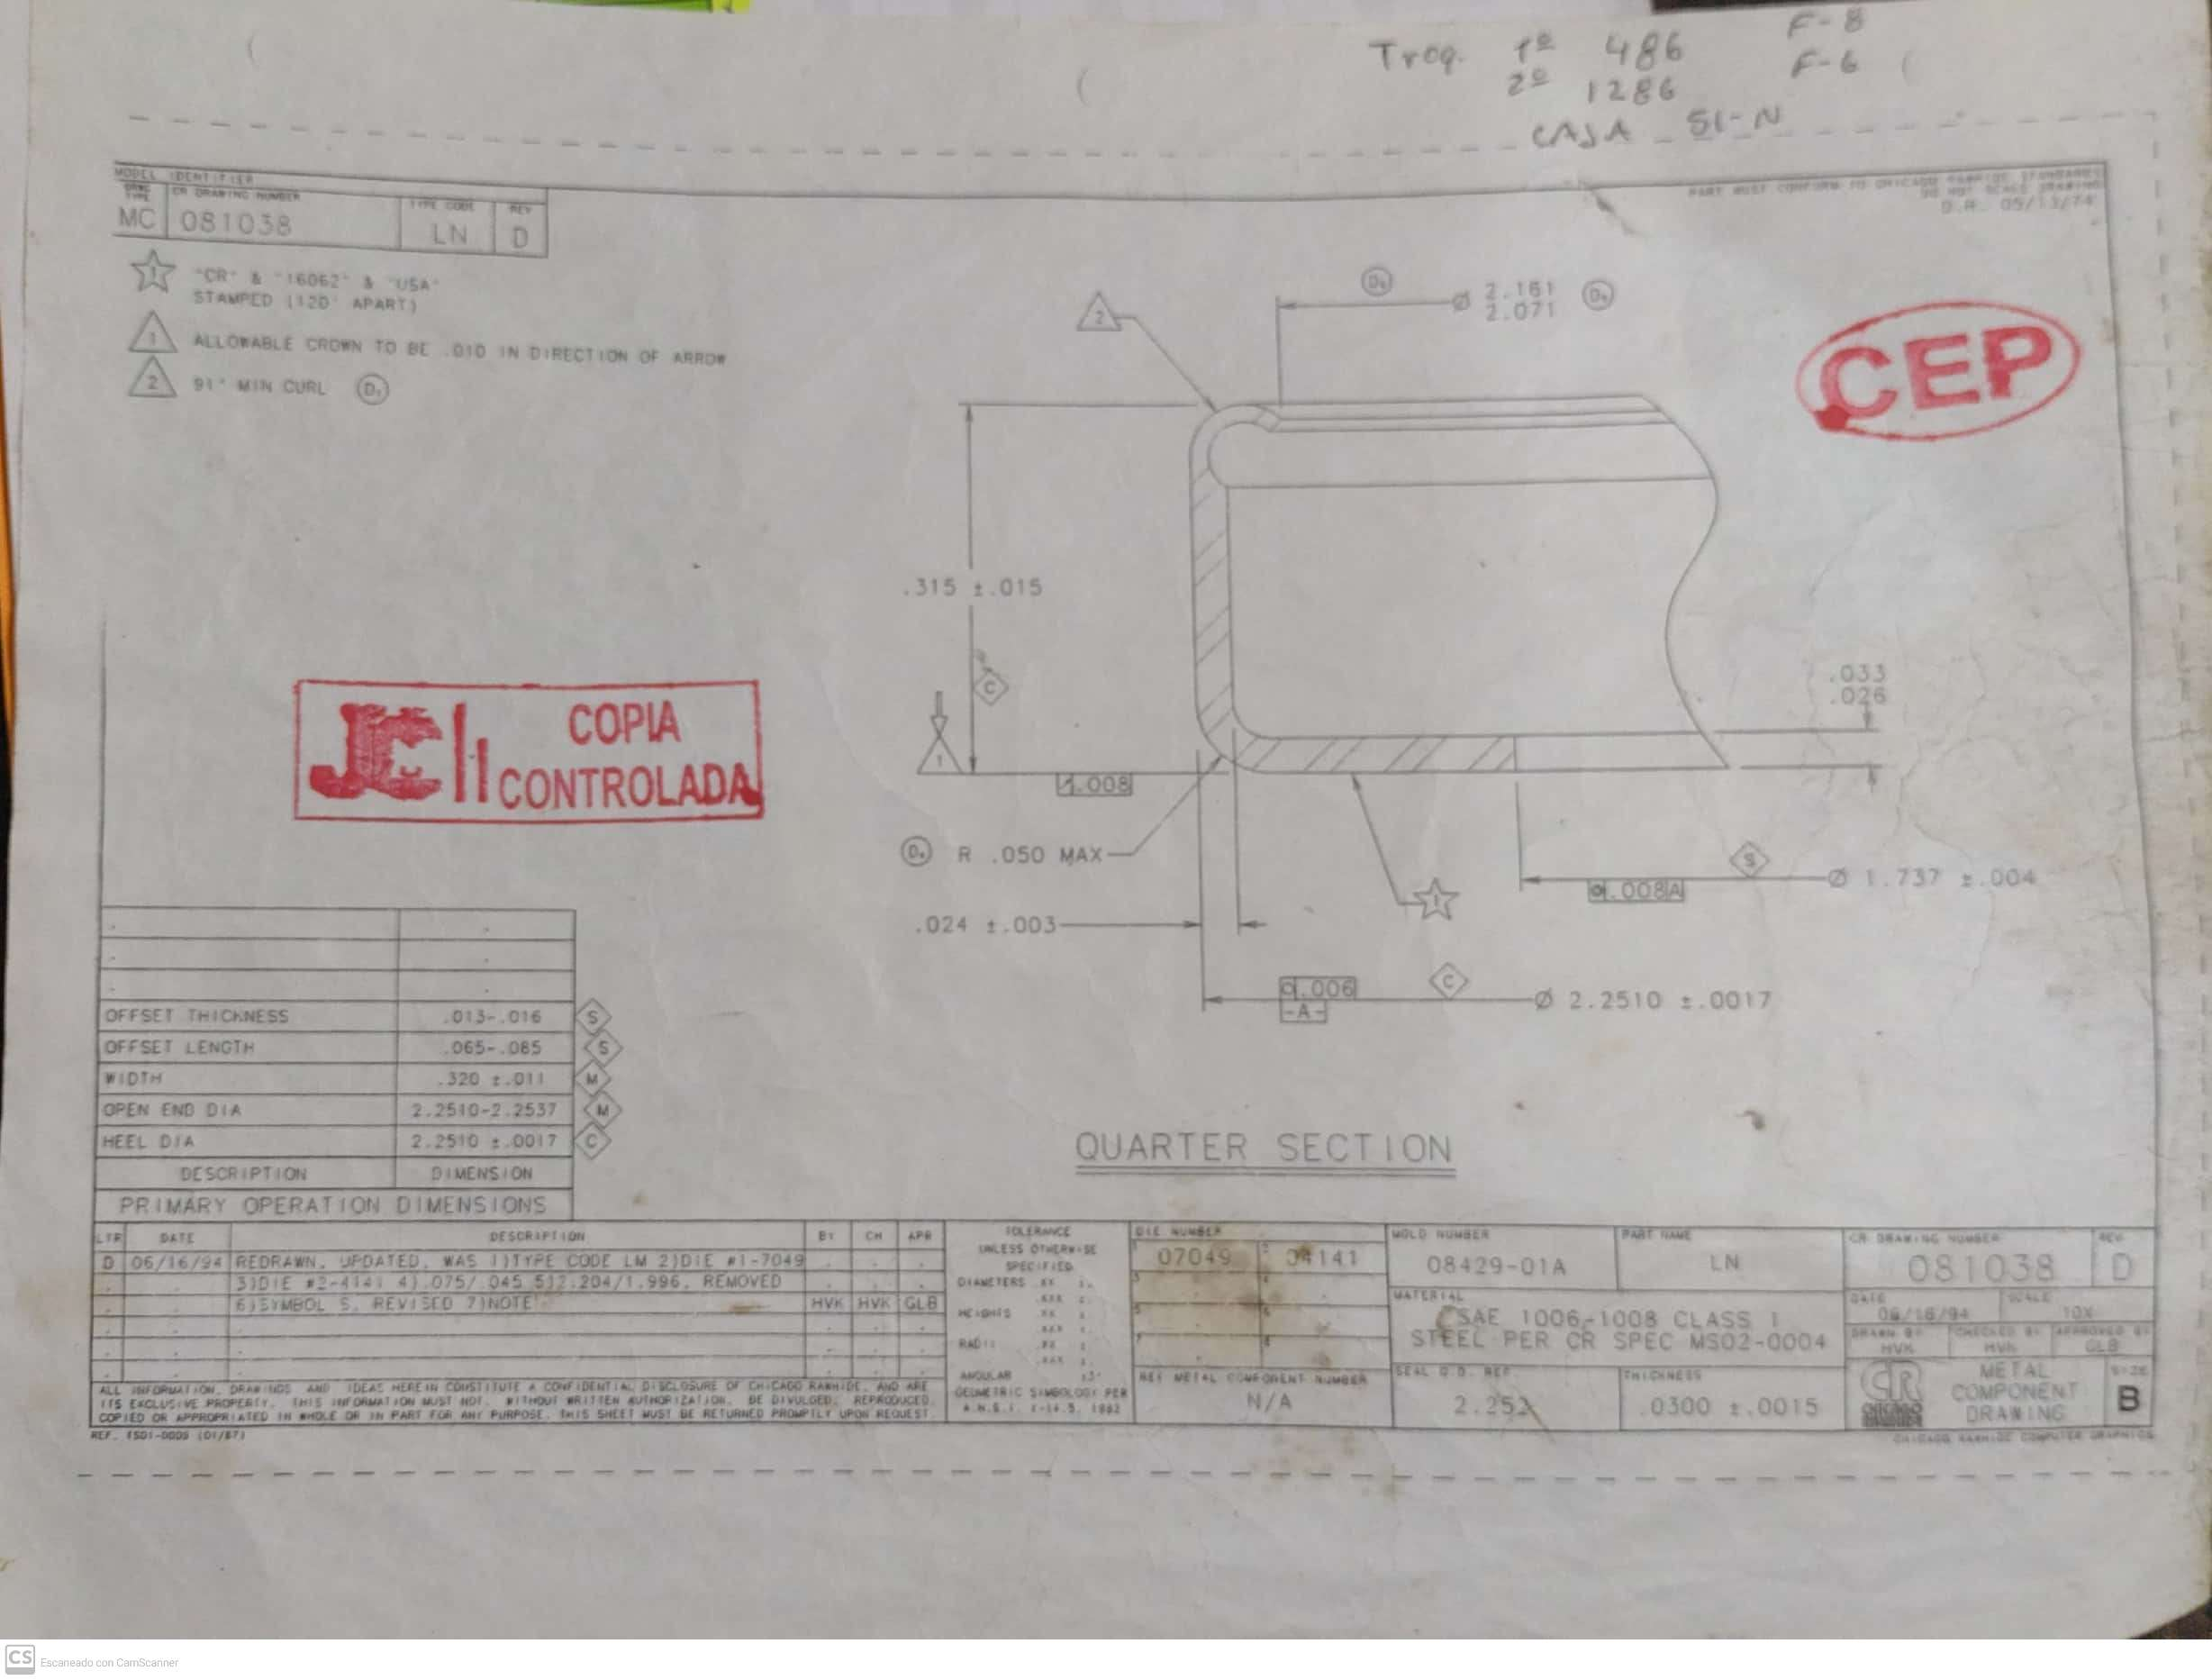 Troq. 1º 486 F-8
2º 1286 F-6
CAJA 51-N
MODEL IDENTIFIER
DRWG TYPE
CR DRAWING NUMBER
TYPE CODE
REV
MC 081038 LN D
PART MUST CONFORM TO CHICAGO RAWHIDE STANDARDS
DO NOT SCALE DRAWING
05/13/74
1 "CR" & "16062" & "USA"
STAMPED (120° APART)
1 ALLOWABLE CROWN TO BE .010 IN DIRECTION OF ARROW
2 91° MIN CURL
2
Ø 2.161
2.071
CEP
.315 ±.015
C
1
.008
.033
.026
COPIA
CONTROLADA
R .050 MAX
1
S
.008 A
Ø 1.737 ±.004
.024 ±.003
.006
-A-
C
Ø 2.2510 ±.0017
OFFSET THICKNESS .013-.016 S
OFFSET LENGTH .065-.085 S
WIDTH .320 ±.011 M
OPEN END DIA 2.2510-2.2537 M
HEEL DIA 2.2510 ±.0017 C
DESCRIPTION DIMENSION
PRIMARY OPERATION DIMENSIONS
QUARTER SECTION
LTR DATE DESCRIPTION BY CH APR
D 06/16/94 REDRAWN, UPDATED, WAS 1)TYPE CODE LM 2)DIE #1-7049
3)DIE #2-4141 4).075/.045 5)2.204/1.996, REMOVED
6)SYMBOL S, REVISED 7)NOTE HVK HVK GLB
ALL INFORMATION, DRAWINGS AND IDEAS HEREIN CONSTITUTE A CONFIDENTIAL DISCLOSURE OF CHICAGO RAWHIDE, AND ARE
ITS EXCLUSIVE PROPERTY. THIS INFORMATION MUST NOT, WITHOUT WRITTEN AUTHORIZATION, BE DIVULGED, REPRODUCED,
COPIED OR APPROPRIATED IN WHOLE OR IN PART FOR ANY PURPOSE. THIS SHEET MUST BE RETURNED PROMPTLY UPON REQUEST.
REF. FS01-0009 (01/87)
TOLERANCE
UNLESS OTHERWISE
SPECIFIED
DIAMETERS .XX
.XXX
HEIGHTS .XX
.XXX
RADII .XX
.XXX
ANGULAR
GEOMETRIC SYMBOLOGY PER
A.N.S.I. Y-14.5, 1982
DIE NUMBER
1 07049 2 04141
3 4
5 6
7 8
REF METAL COMPONENT NUMBER
N/A
MOLD NUMBER
08429-01A
PART NAME
LN
CR DRAWING NUMBER
081038
REV
D
MATERIAL
SAE 1006-1008 CLASS 1
STEEL PER CR SPEC MS02-0004
DATE
06/16/94
SCALE
10X
DRAWN BY
HVK
CHECKED BY
HVK
APPROVED BY
GLB
SEAL O.D. REF.
2.252
THICKNESS
.0300 ±.0015
CR
METAL
COMPONENT
DRAWING
SIZE
B
CHICAGO RAWHIDE COMPUTER GRAPHICS
CS Escaneado con CamScanner